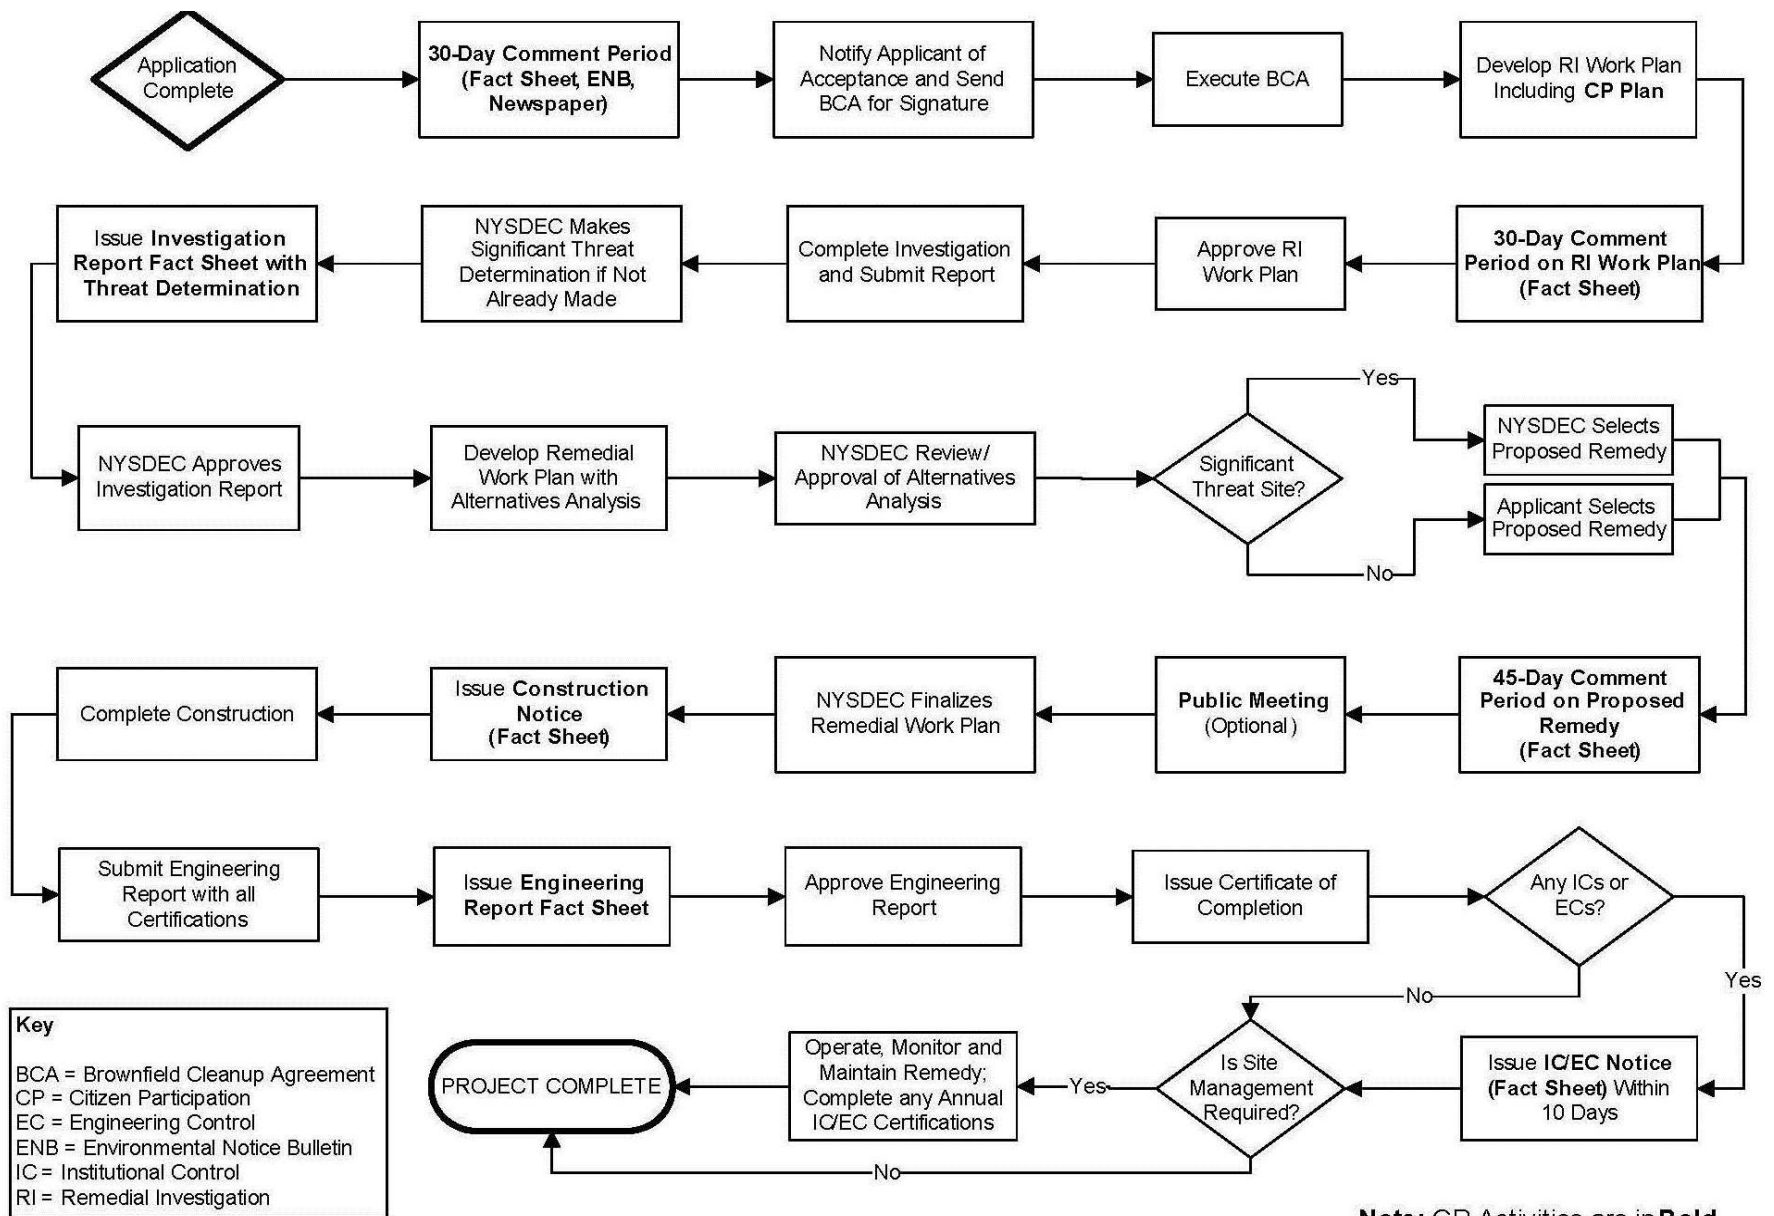 Application
Complete
30-Day Comment Period
(Fact Sheet, ENB,
Newspaper)
Notify Applicant of
Acceptance and Send
BCA for Signature
Execute BCA
Develop RI Work Plan
Including CP Plan
Issue Investigation
Report Fact Sheet with
Threat Determination
NYSDEC Makes
Significant Threat
Determination if Not
Already Made
Complete Investigation
and Submit Report
Approve RI
Work Plan
30-Day Comment
Period on RI Work Plan
(Fact Sheet)
NYSDEC Approves
Investigation Report
Develop Remedial
Work Plan with
Alternatives Analysis
NYSDEC Review/
Approval of Alternatives
Analysis
Significant
Threat Site?
Yes
No
NYSDEC Selects
Proposed Remedy
Applicant Selects
Proposed Remedy
Complete Construction
Issue Construction
Notice
(Fact Sheet)
NYSDEC Finalizes
Remedial Work Plan
Public Meeting
(Optional)
45-Day Comment
Period on Proposed
Remedy
(Fact Sheet)
Submit Engineering
Report with all
Certifications
Issue Engineering
Report Fact Sheet
Approve Engineering
Report
Issue Certificate of
Completion
Any ICs or
ECs?
Yes
No
Key
BCA = Brownfield Cleanup Agreement
CP = Citizen Participation
EC = Engineering Control
ENB = Environmental Notice Bulletin
IC = Institutional Control
RI = Remedial Investigation
PROJECT COMPLETE
Operate, Monitor and
Maintain Remedy;
Complete any Annual
IC/EC Certifications
Yes
Is Site
Management
Required?
Issue IC/EC Notice
(Fact Sheet) Within
10 Days
No
Note: CP Activities are in Bold